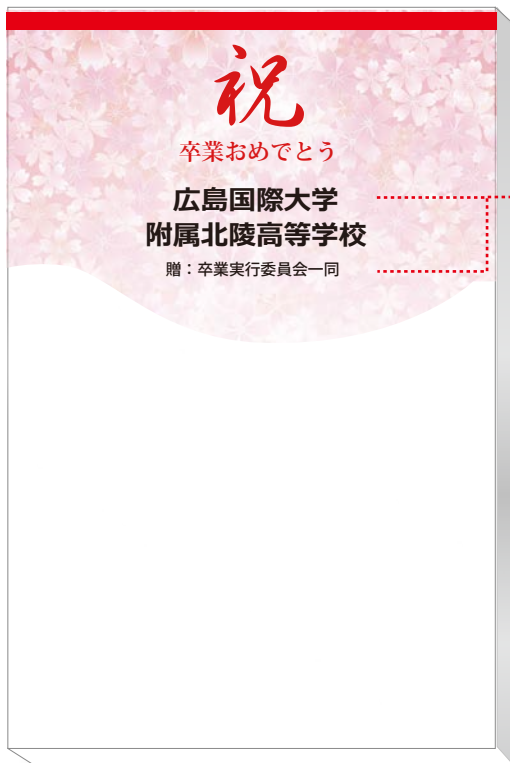 祝
卒業おめでとう
広島国際大学
附属北陵高等学校
贈：卒業実行委員会一同